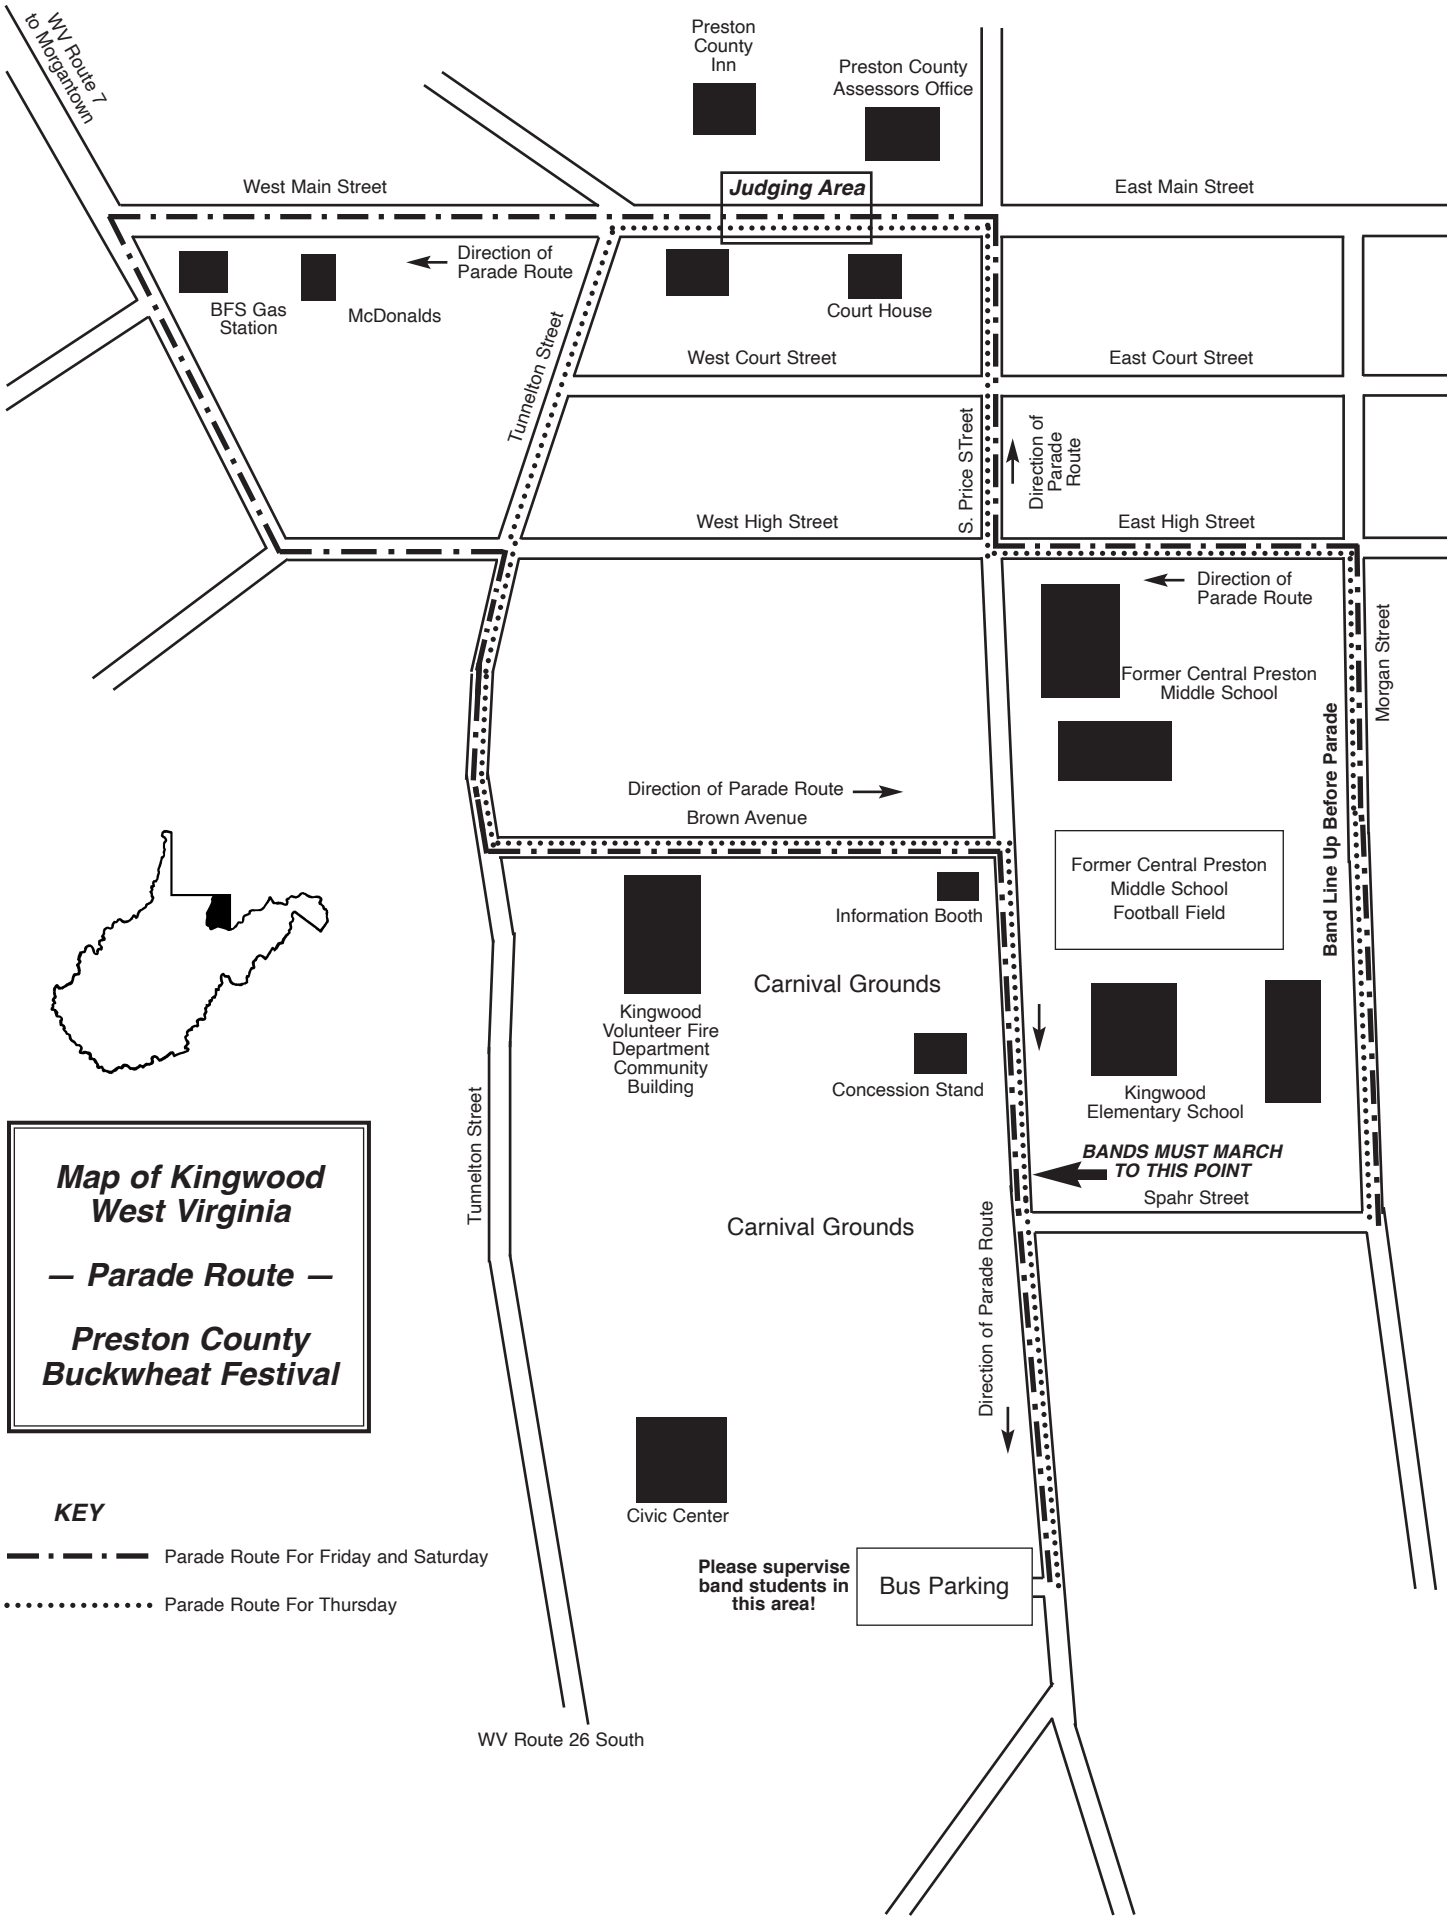 WV Route 7
to Morgantown
Preston
County
Inn
Preston County
Assessors Office
West Main Street
Judging Area
East Main Street
Direction of
Parade Route
BFS Gas
Station
McDonalds
Court House
Tunnelton Street
West Court Street
East Court Street
S. Price STreet
Direction of
Parade
Route
West High Street
East High Street
Direction of
Parade Route
Morgan Street
Former Central Preston
Middle School
Band Line Up Before Parade
Direction of Parade Route
Brown Avenue
Former Central Preston
Middle School
Football Field
Information Booth
Carnival Grounds
Kingwood
Volunteer Fire
Department
Community
Building
Concession Stand
Kingwood
Elementary School
Tunnelton Street
BANDS MUST MARCH
TO THIS POINT
Spahr Street
Map of Kingwood
West Virginia
— Parade Route —
Preston County
Buckwheat Festival
Carnival Grounds
Direction of Parade Route
Civic Center
KEY
Parade Route For Friday and Saturday
Parade Route For Thursday
Please supervise
band students in
this area!
Bus Parking
WV Route 26 South